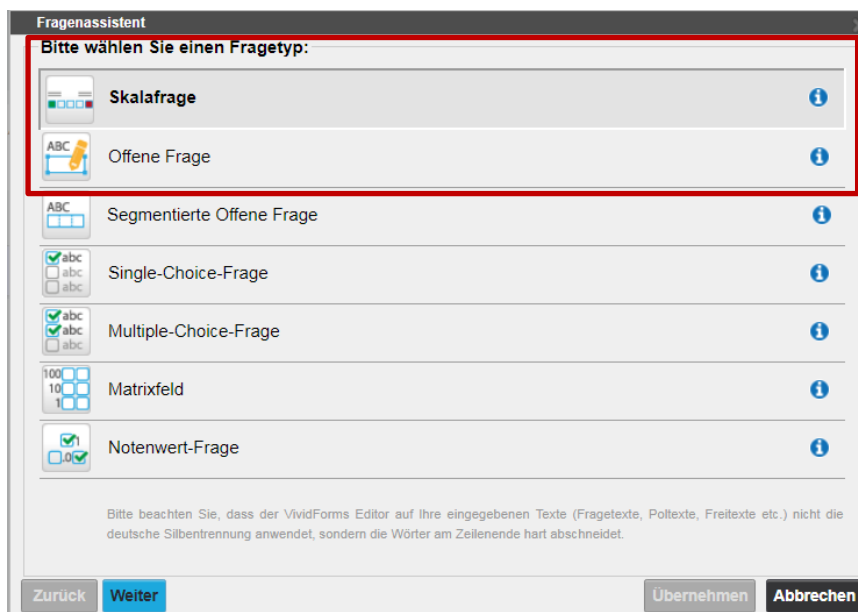 Fragenassistent
Bitte wählen Sie einen Fragetyp:
Skalafrage
ABC
Offene Frage
ABC
Segmentierte Offene Frage
abc
abc
abc
Single-Choice-Frage
abc
abc
abc
Multiple-Choice-Frage
100
10
1
Matrixfeld
1
.0
Notenwert-Frage
Bitte beachten Sie, dass der VividForms Editor auf Ihre eingegebenen Texte (Fragetexte, Poltexte, Freitexte etc.) nicht die
deutsche Silbentrennung anwendet, sondern die Wörter am Zeilenende hart abschneidet.
Zurück Weiter Übernehmen Abbrechen